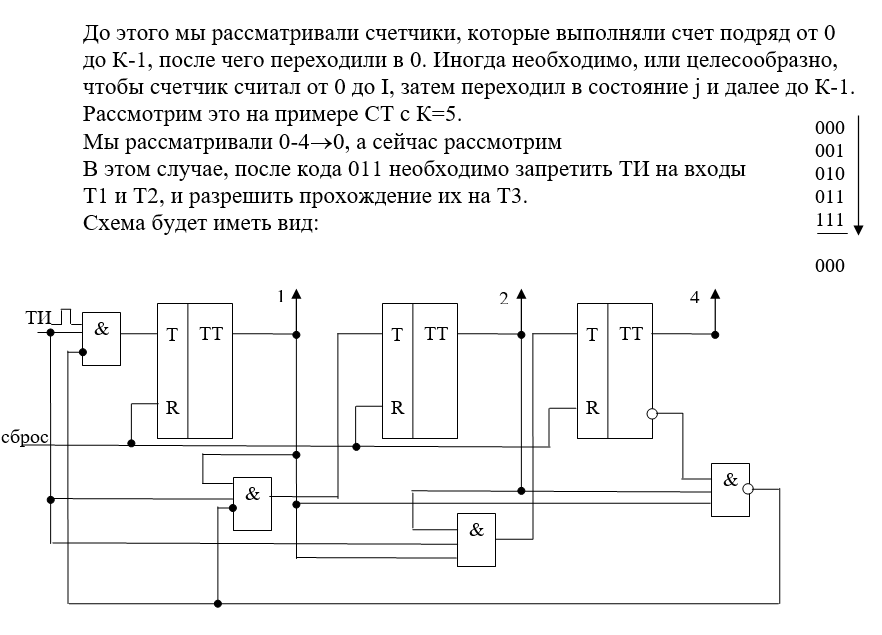 До этого мы рассматривали счетчики, которые выполняли счет подряд от 0
до К-1, после чего переходили в 0. Иногда необходимо, или целесообразно,
чтобы счетчик считал от 0 до I, затем переходил в состояние j и далее до К-1.
Рассмотрим это на примере СТ с К=5.
Мы рассматривали 0-4→0, а сейчас рассмотрим
В этом случае, после кода 011 необходимо запретить ТИ на входы
Т1 и Т2, и разрешить прохождение их на Т3.
Схема будет иметь вид:
000
001
010
011
111
000
1
2
4
ТИ
&
T
TT
T
TT
T
TT
R
R
R
сброс
&
&
&